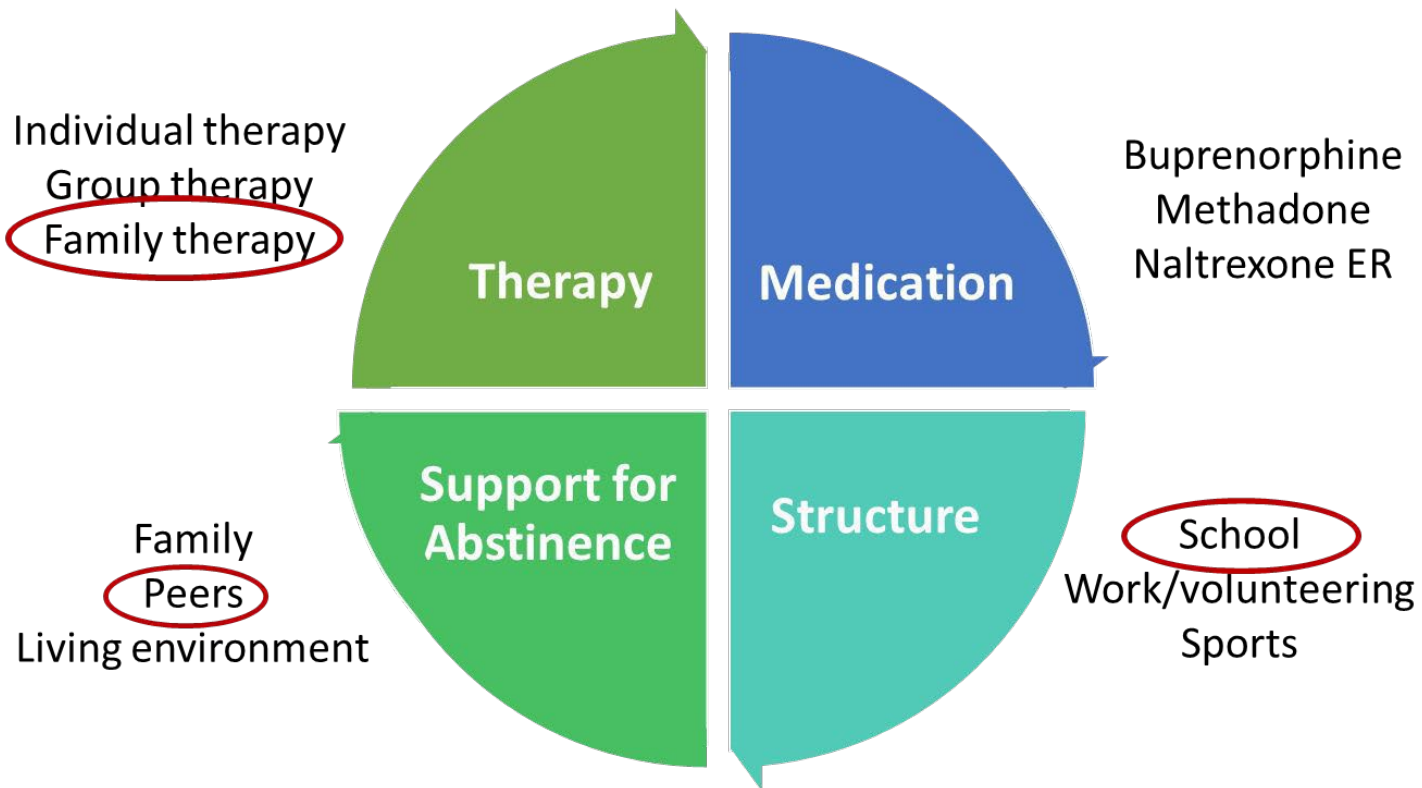 Individual therapy
Group therapy
Family therapy
Therapy
Medication
Buprenorphine
Methadone
Naltrexone ER
Support for
Abstinence
Family
Peers
Living environment
Structure
School
Work/volunteering
Sports